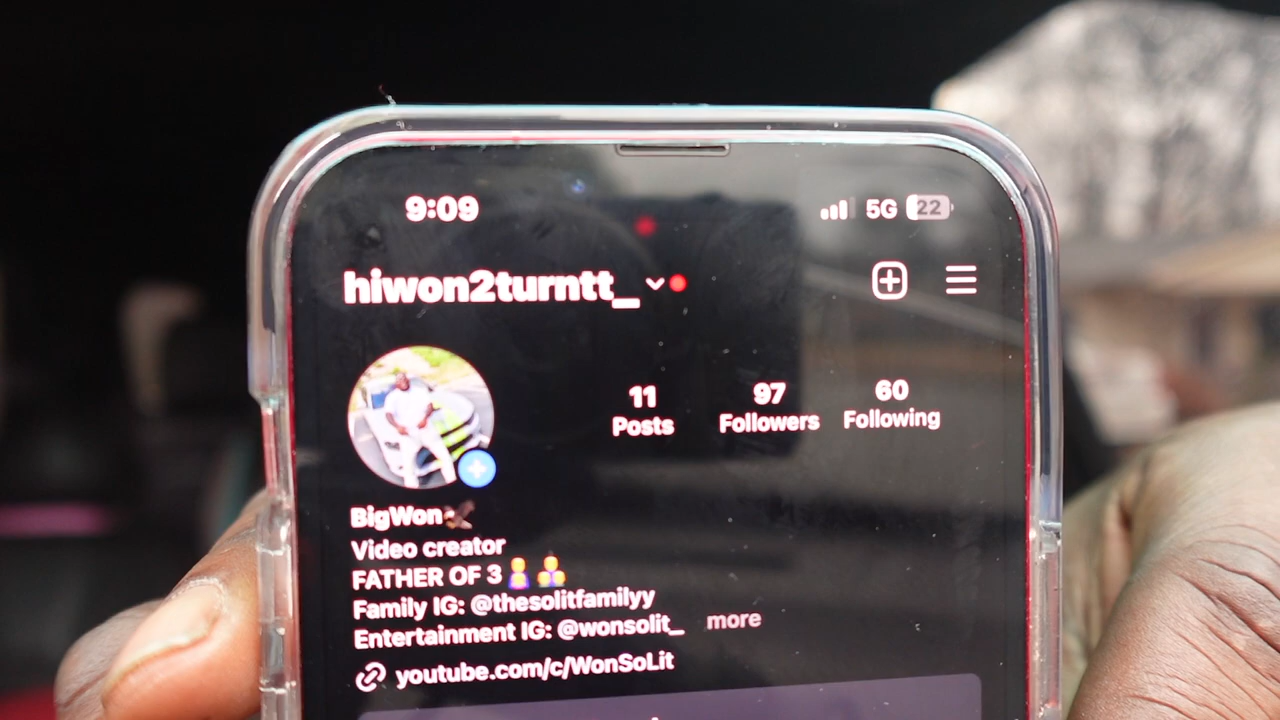 9:09 5G 22
hiwon2turntt_
11 97 60
Posts Followers Following
BigWon
Video creator
FATHER OF 3
Family IG: @thesolitfamilyy
Entertainment IG: @wonsolit_ more
youtube.com/c/WonSoLit